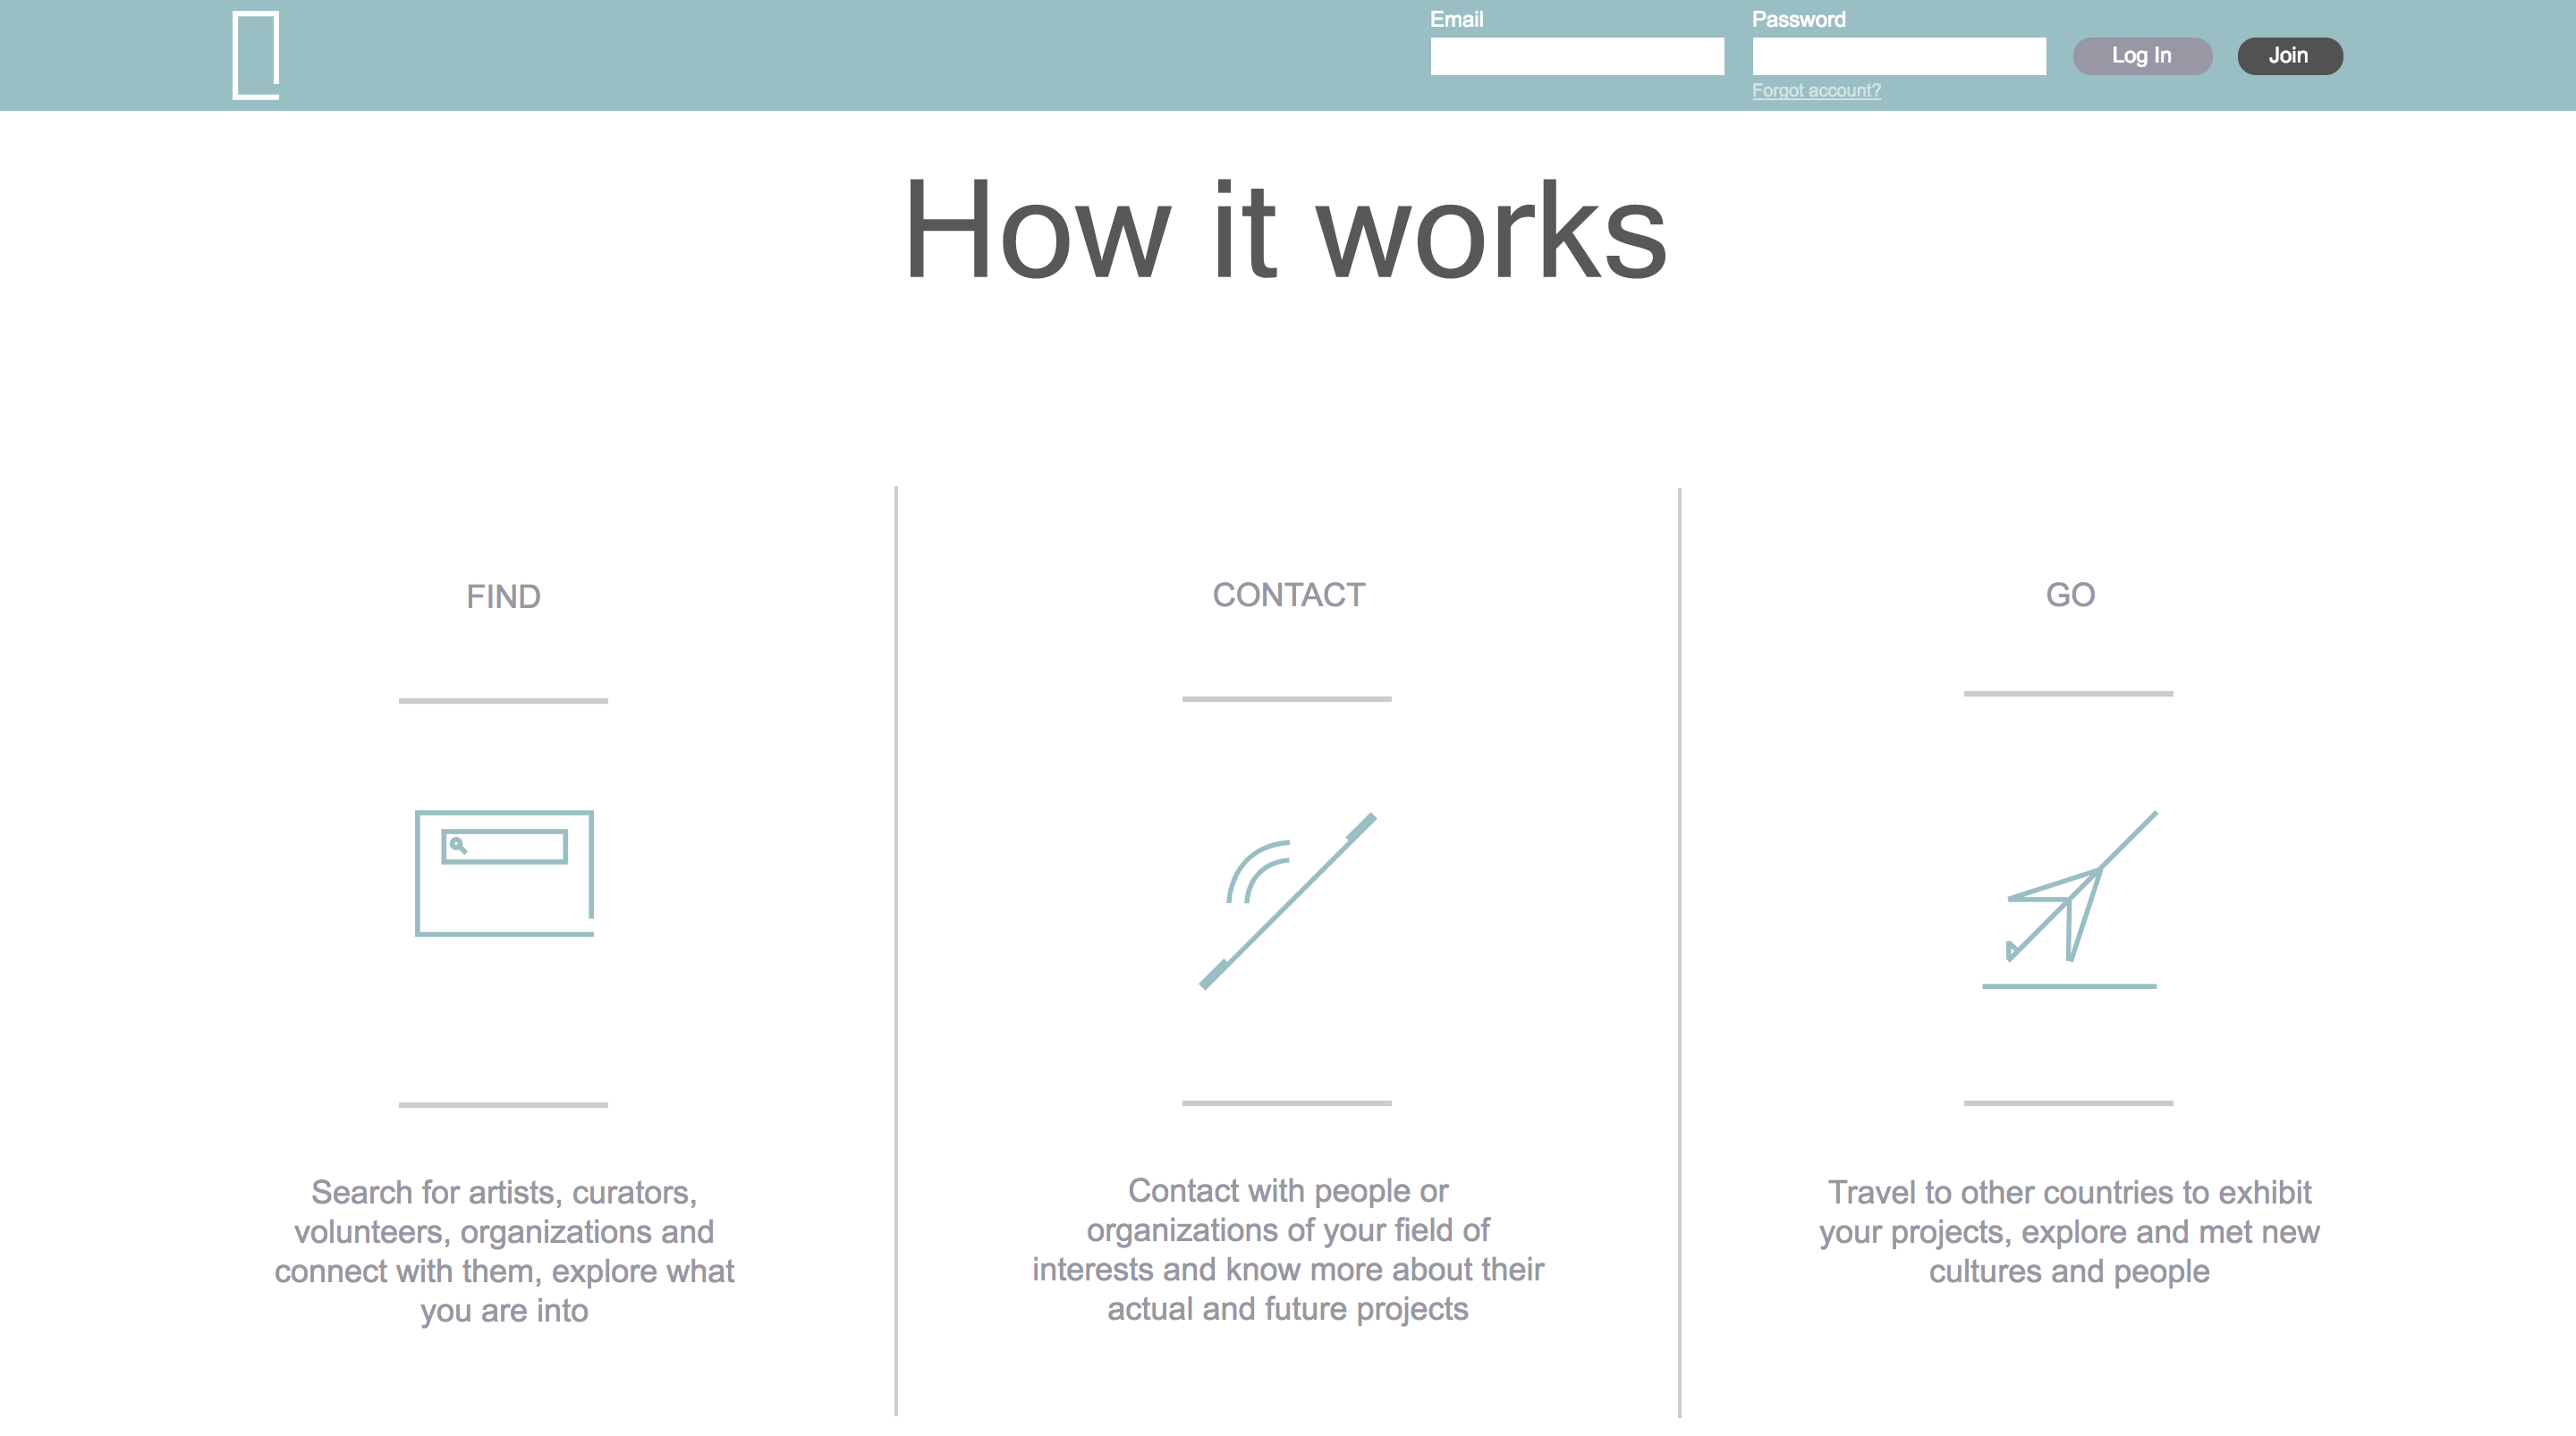 Email
Password
Log In
Join
Forgot account?
How it works
FIND
Search for artists, curators,
volunteers, organizations and
connect with them, explore what
you are into
CONTACT
Contact with people or
organizations of your field of
interests and know more about their
actual and future projects
GO
Travel to other countries to exhibit
your projects, explore and met new
cultures and people